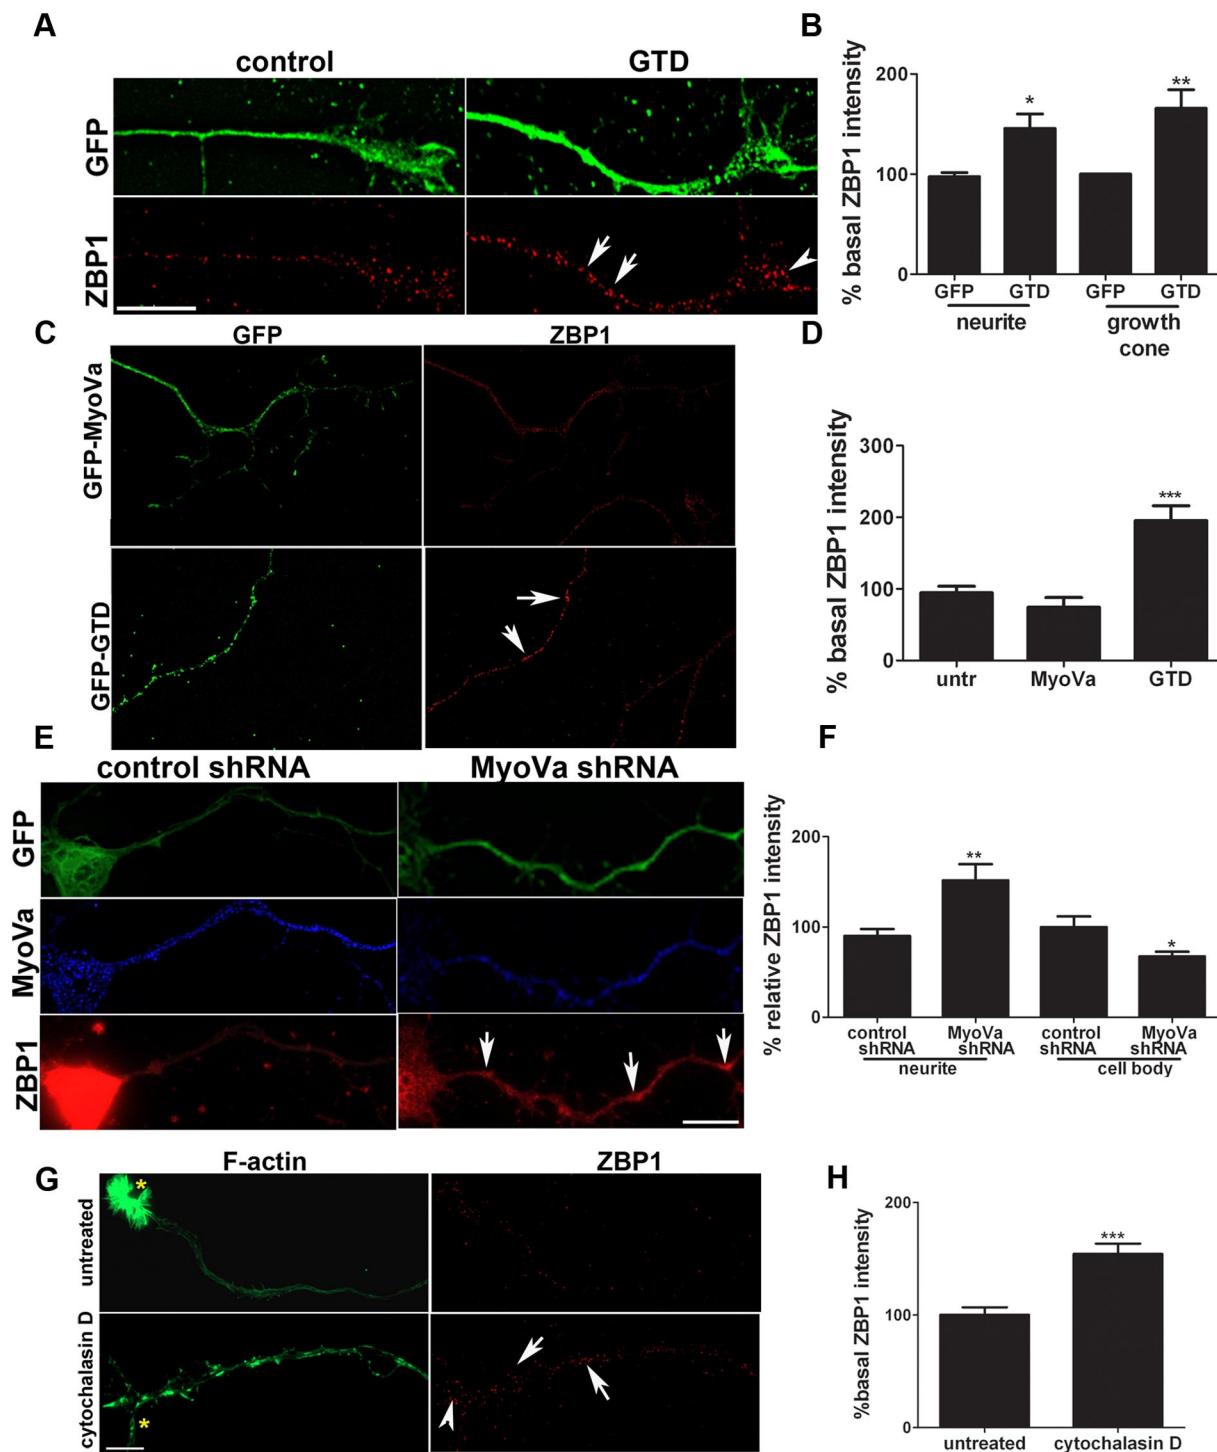 A
control
GTD
GFP
ZBP1
B
% basal ZBP1 intensity
200
100
0
*
**
GFP
GTD
GFP
GTD
neurite
growth
cone
C
GFP
ZBP1
GFP-MyoVa
GFP-GTD
D
% basal ZBP1 intensity
300
200
100
0
***
untr
MyoVa
GTD
E
control shRNA
MyoVa shRNA
GFP
MyoVa
ZBP1
F
% relative ZBP1 intensity
200
100
0
**
*
control
shRNA
MyoVa
shRNA
control
shRNA
MyoVa
shRNA
neurite
cell body
G
F-actin
ZBP1
untreated
cytochalasin D
*
*
H
%basal ZBP1 intensity
200
150
100
50
0
***
untreated
cytochalasin D